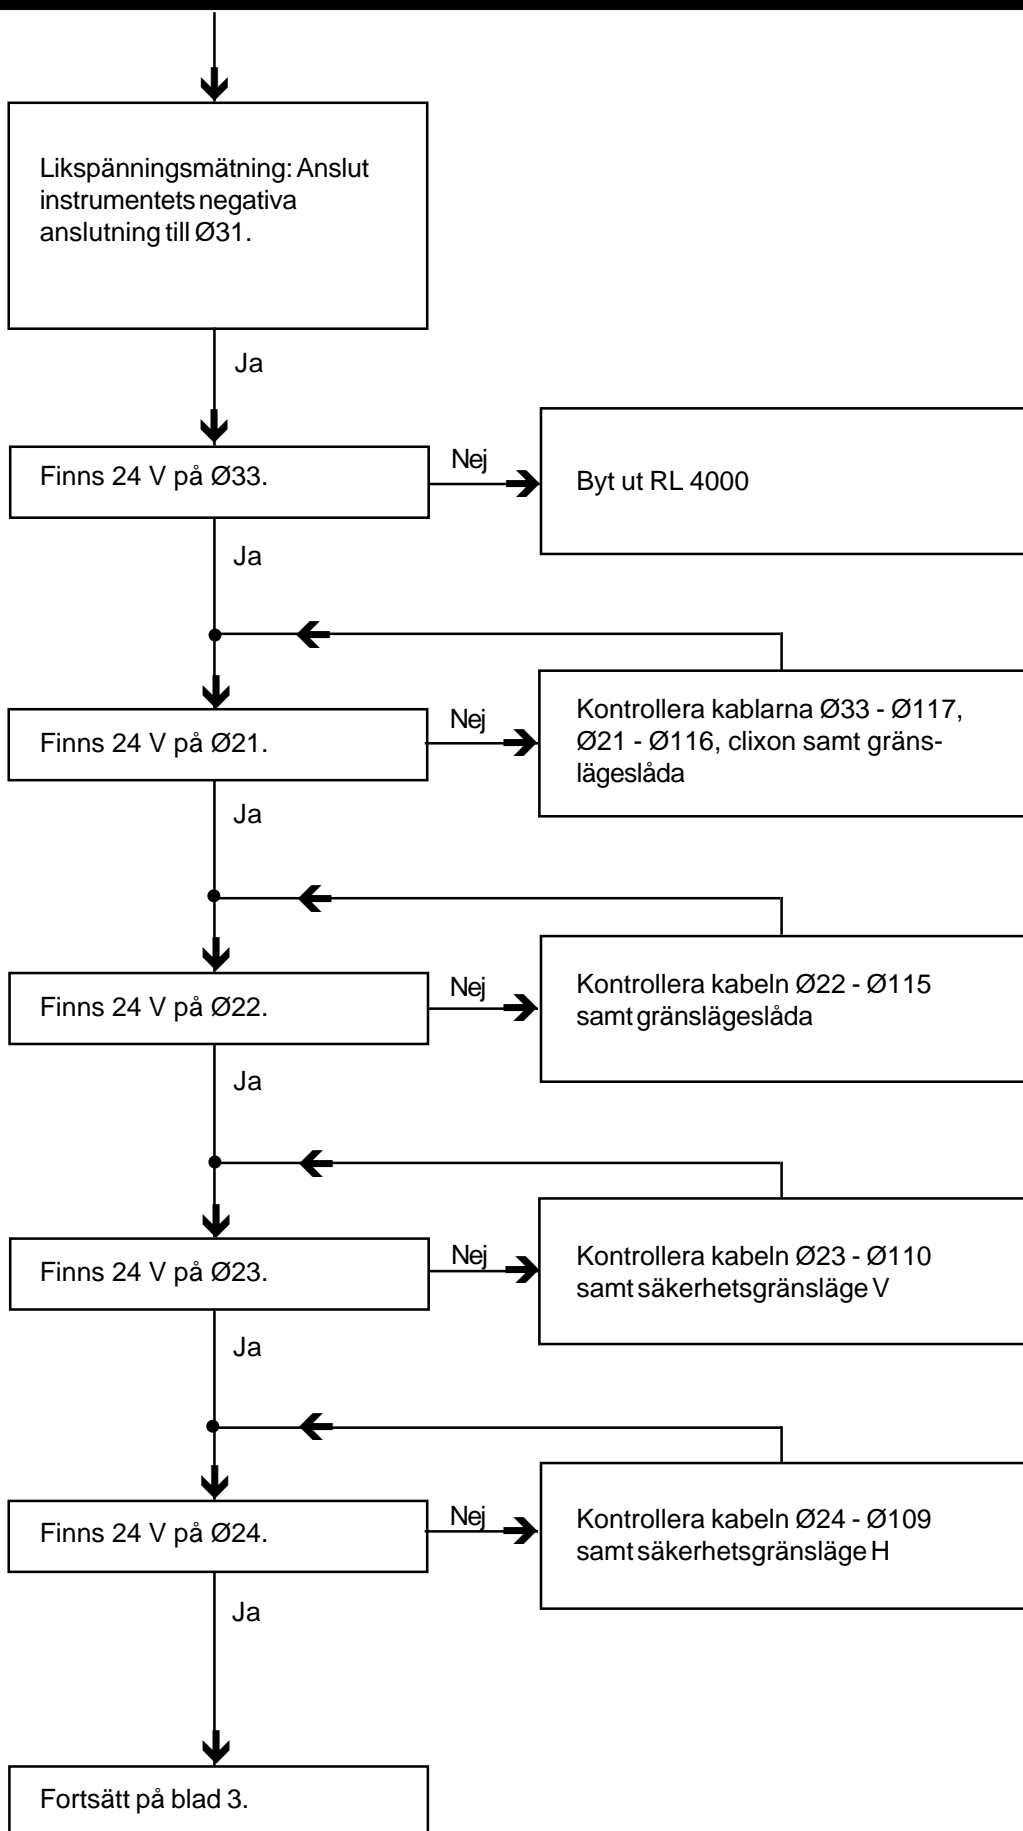 Likspänningsmätning: Anslut
instrumentets negativa
anslutning till Ø31.
Ja
Finns 24 V på Ø33.
Nej
Byt ut RL 4000
Ja
Finns 24 V på Ø21.
Nej
Kontrollera kablarna Ø33 - Ø117,
Ø21 - Ø116, clixon samt gräns-
lägeslåda
Ja
Finns 24 V på Ø22.
Nej
Kontrollera kabeln Ø22 - Ø115
samt gränslägeslåda
Ja
Finns 24 V på Ø23.
Nej
Kontrollera kabeln Ø23 - Ø110
samt säkerhetsgränsläge V
Ja
Finns 24 V på Ø24.
Nej
Kontrollera kabeln Ø24 - Ø109
samt säkerhetsgränsläge H
Ja
Fortsätt på blad 3.